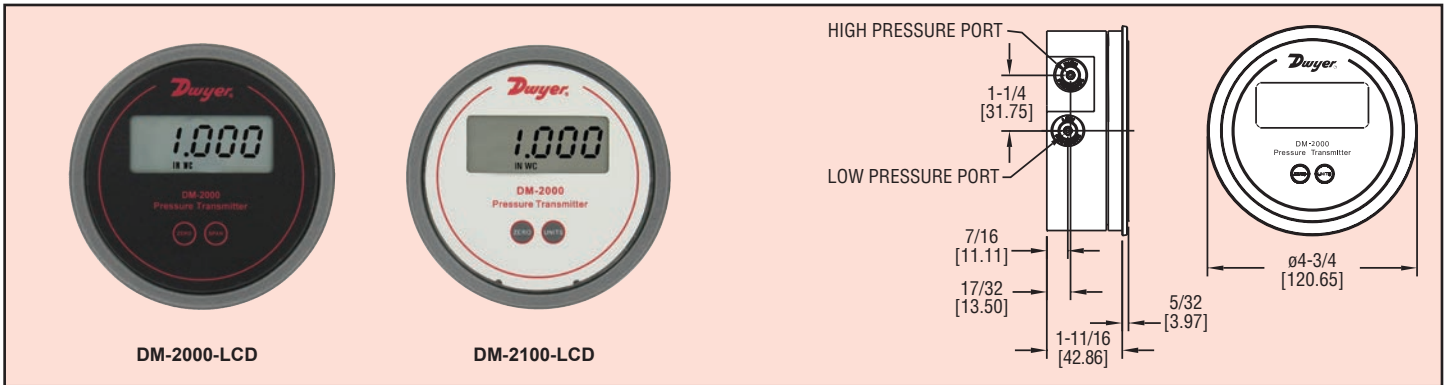 Dwyer®
1.000
IN WC
DM-2000
Pressure Transmitter
ZERO
DM-2000-LCD
Dwyer®
1.000
IN WC
DM-2000
Pressure Transmitter
ZERO UNITS
DM-2100-LCD
HIGH PRESSURE PORT
1-1/4
[31.75]
LOW PRESSURE PORT
7/16
[11.11]
17/32
[13.50]
1-11/16
[42.86]
5/32
[3.97]
Dwyer®
DM-2000
Pressure Transmitter
ZERO UNITS
ø4-3/4
[120.65]